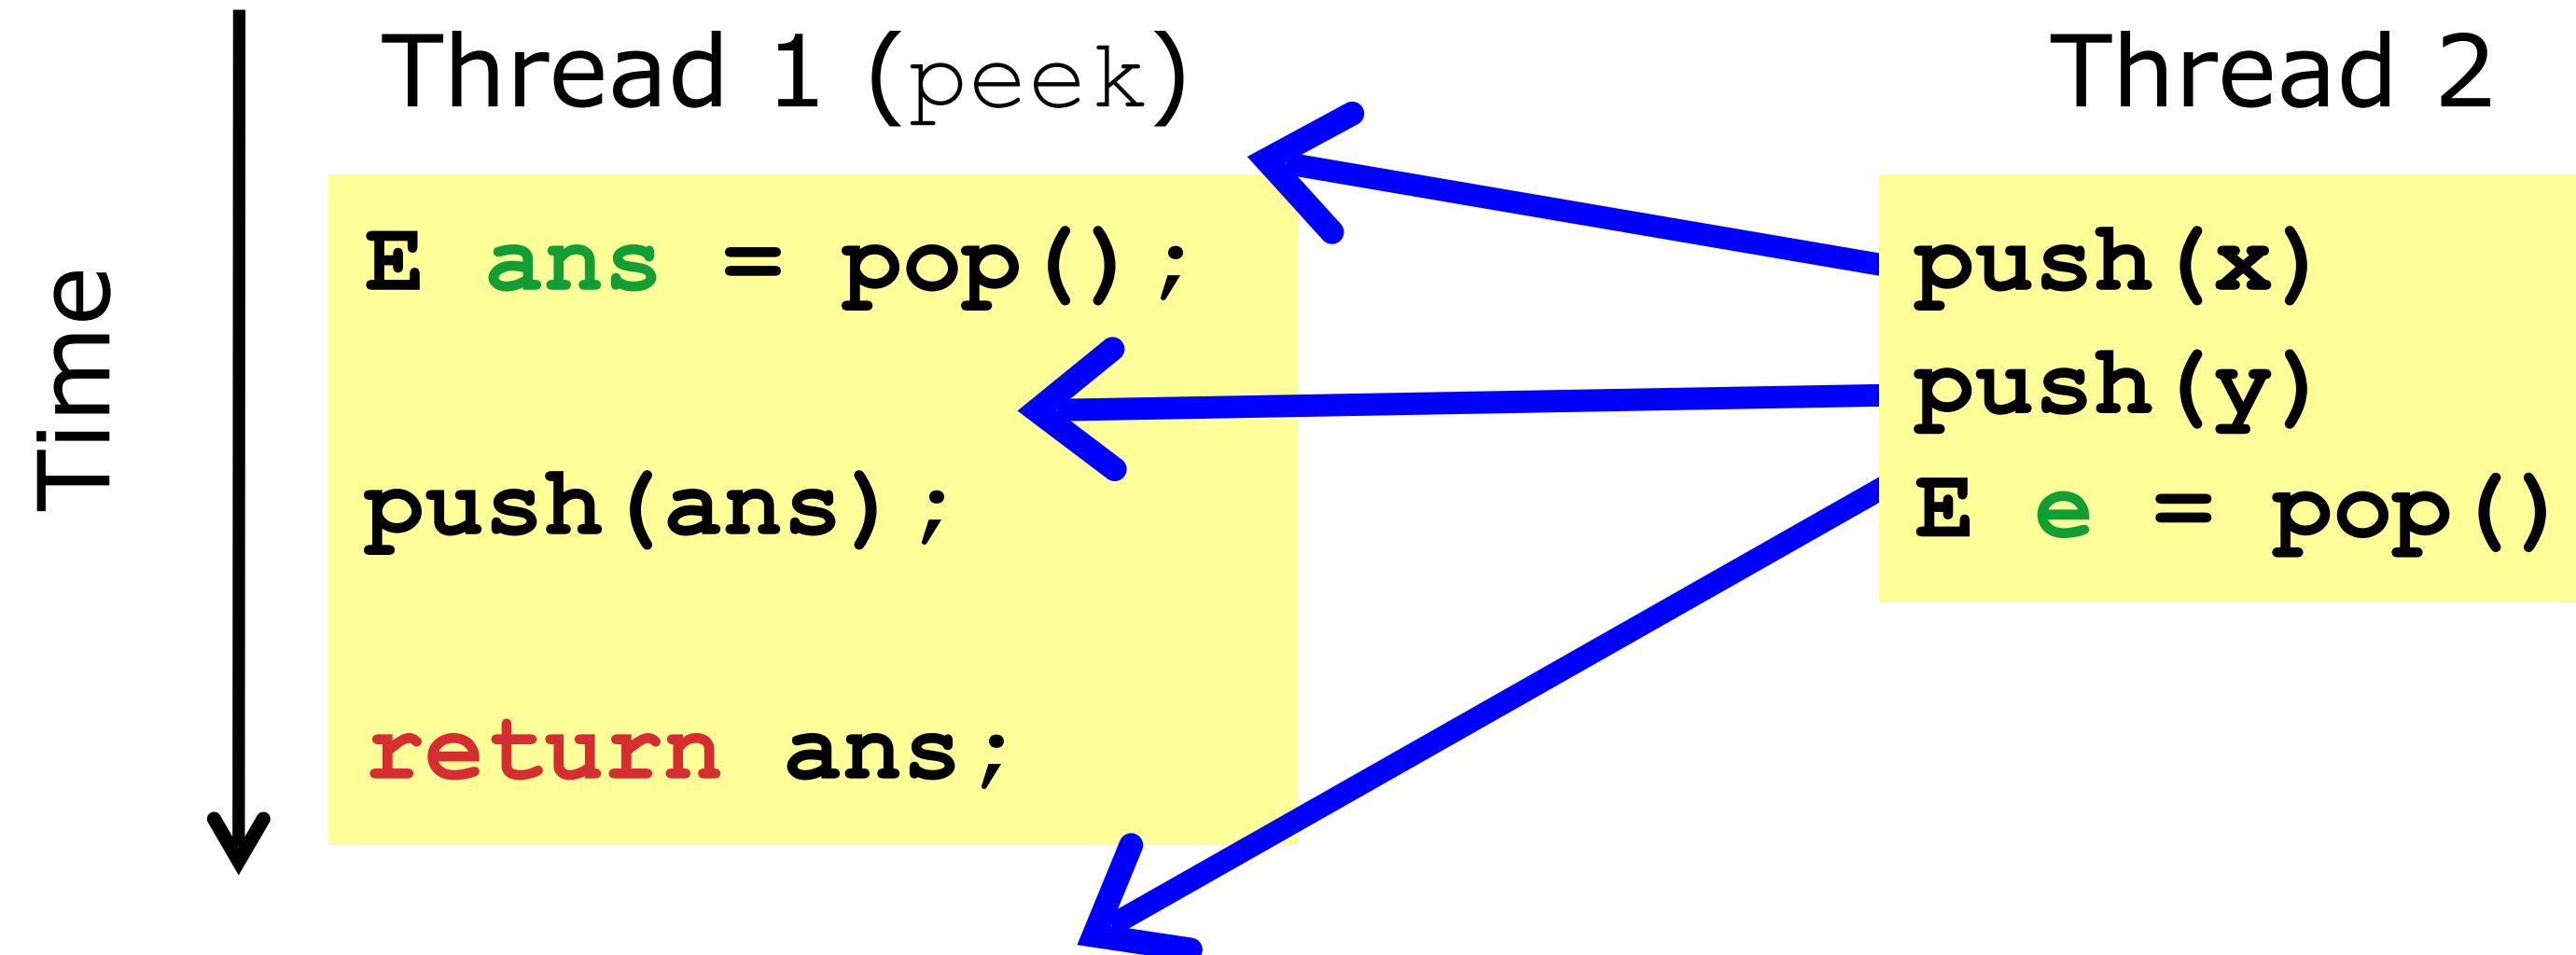 Time
Thread 1 (peek)
E ans = pop();
push(ans);
return ans;
Thread 2
push(x)
push(y)
E e = pop()